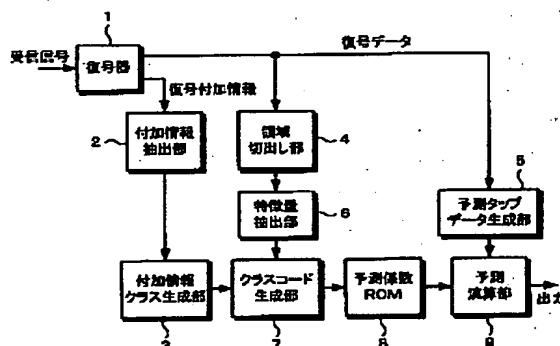 1
受信信号
復号器
復号データ
復号付加情報
2
付加情報
抽出部
領域
切出し部
4
5
予測タップ
データ生成部
特徴量
抽出部
6
付加情報
クラス生成部
クラスコード
生成部
予測係数
ROM
予測
演算部
出力
3
7
8
9